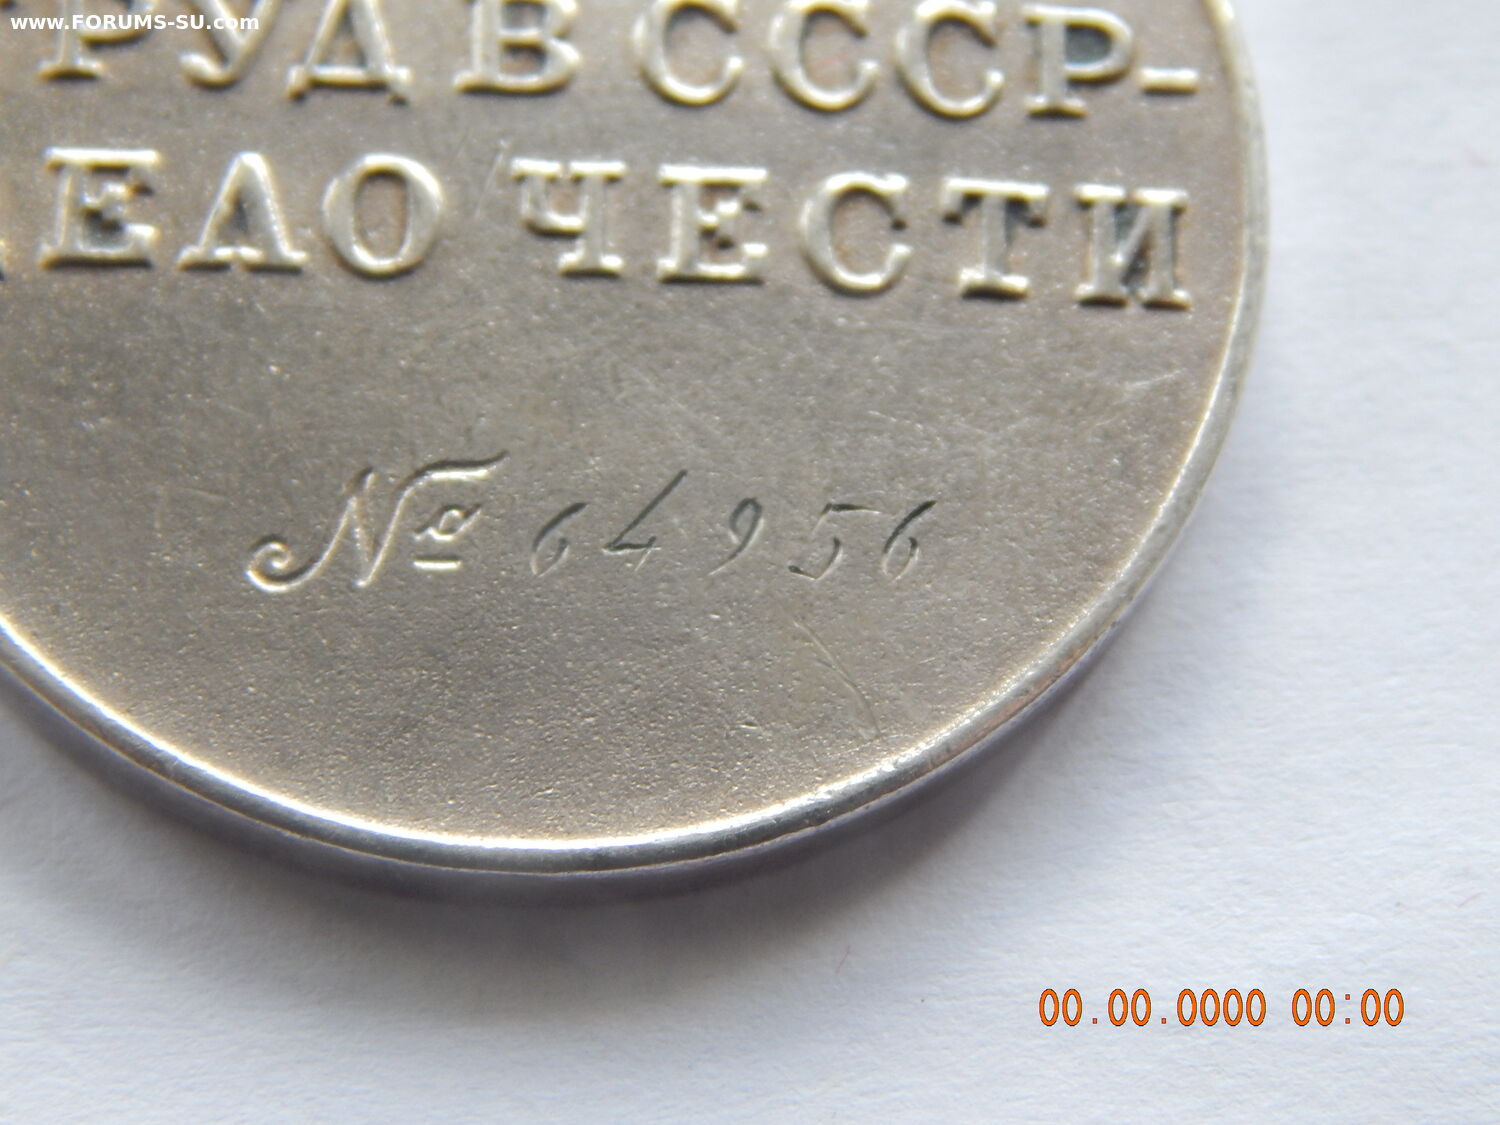 www.FORUMS-SU.com
РУД В СССР-
ЕЛО ЧЕСТИ
№ 64956
00.00.0000 00:00